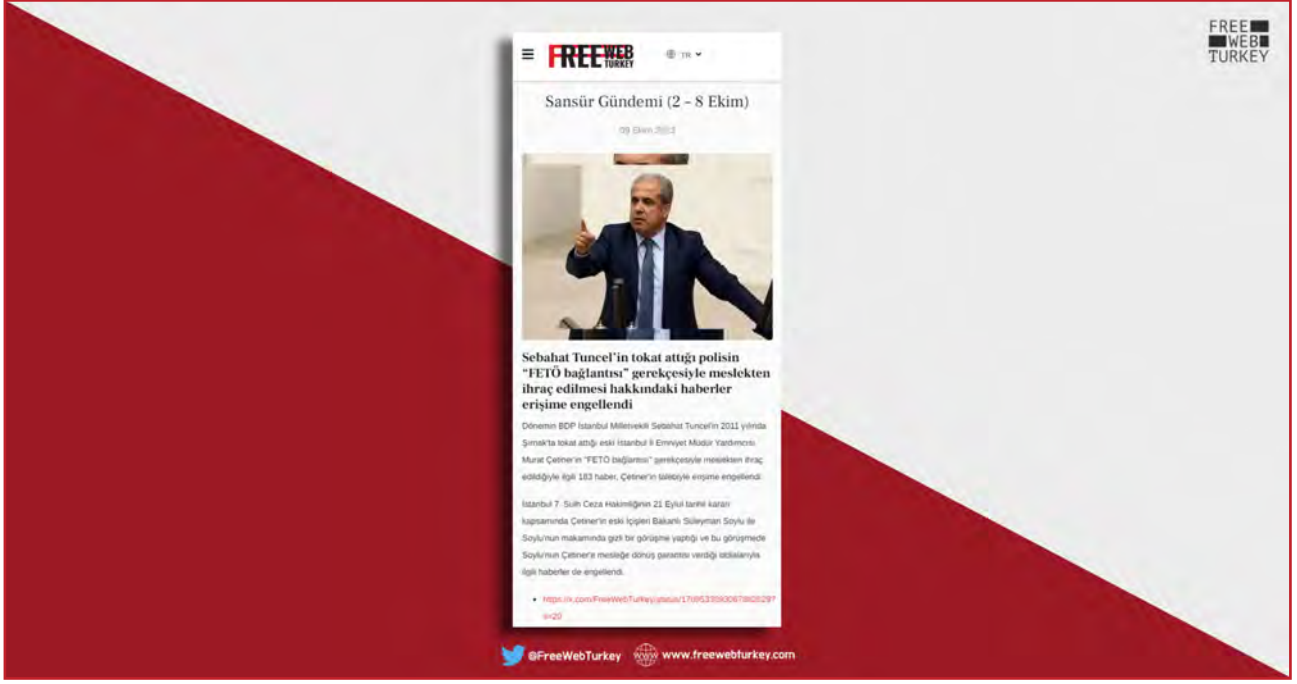 FREE
WEB
TURKEY
FREE WEB
TURKEY
TR
Sansür Gündemi (2 – 8 Ekim)
09 Ekim 2023
Sebahat Tuncel’in tokat attığı polisin
“FETÖ bağlantısı” gerekçesiyle meslekten
ihraç edilmesi hakkındaki haberler
erişime engellendi
Dönemin BDP İstanbul Milletvekili Sebahat Tuncel'in 2011 yılında
Şırnak'ta tokat attığı eski İstanbul İl Emniyet Müdür Yardımcısı
Murat Çetiner'in "FETÖ bağlantısı" gerekçesiyle meslekten ihraç
edildiğiyle ilgili 183 haber, Çetiner'in talebiyle erişime engellendi.
İstanbul 7. Sulh Ceza Hakimliğinin 21 Eylül tarihli kararı
kapsamında Çetiner'in eski İçişleri Bakanı Süleyman Soylu ile
Soylu'nun makamında gizli bir görüşme yaptığı ve bu görüşmede
Soylu'nun Çetiner'e mesleğe dönüş garantisi verdiği iddialarıyla
ilgili haberler de engellendi.
s=20
@FreeWebTurkey www.freewebturkey.com